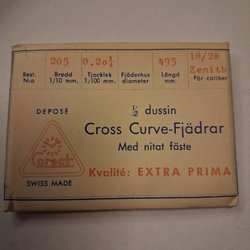 205 0,20½ 495 18/28
Zenith
Best. Bredd Tjocklek Fjäderhus Längd För caliber
N:o 1/10 mm. 1/100 mm. diameter mm.
DEPOSÉ
½ dussin
Cross Curve-Fjädrar
Med nitat fäste
Corect
Kvalité: EXTRA PRIMA
SWISS MADE